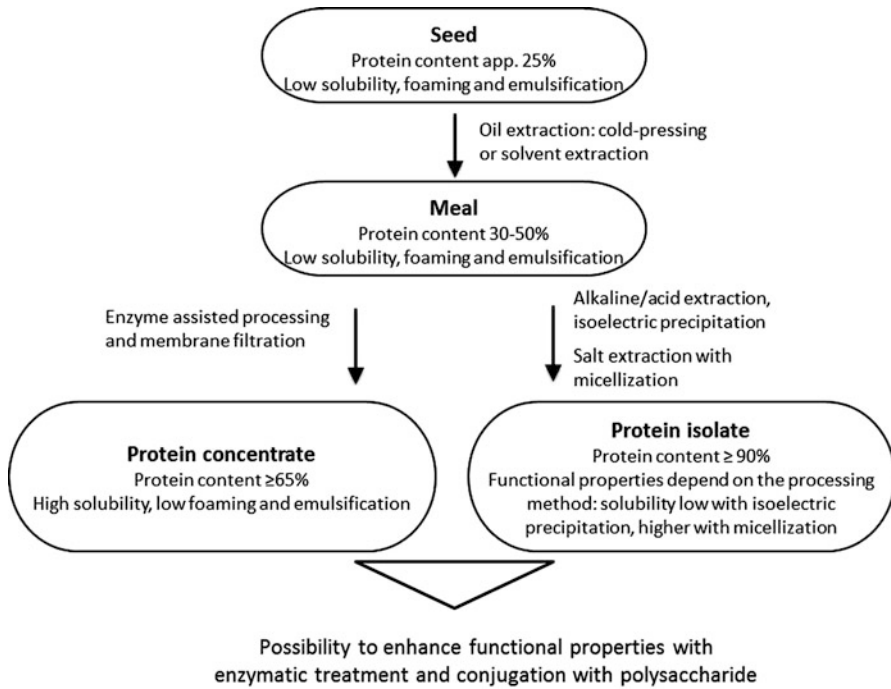 Seed
Protein content app. 25%
Low solubility, foaming and emulsification
Oil extraction: cold-pressing
or solvent extraction
Meal
Protein content 30-50%
Low solubility, foaming and emulsification
Enzyme assisted processing
and membrane filtration
Alkaline/acid extraction,
isoelectric precipitation
Salt extraction with
micellization
Protein concentrate
Protein content ≥65%
High solubility, low foaming and emulsification
Protein isolate
Protein content ≥ 90%
Functional properties depend on the processing
method: solubility low with isoelectric
precipitation, higher with micellization
Possibility to enhance functional properties with
enzymatic treatment and conjugation with polysaccharide